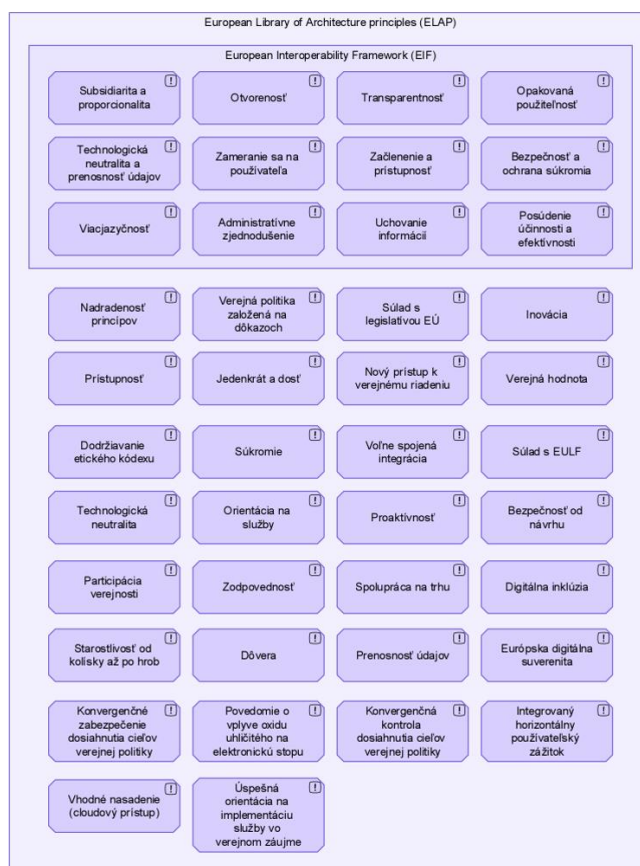 European Library of Architecture principles (ELAP)
European Interoperability Framework (EIF)
Subsidiarita a
proporcionalita
Otvorenosť
Transparentnosť
Opakovaná
použiteľnosť
Technologická
neutralita a
prenosnosť údajov
Zameranie sa na
používateľa
Začlenenie a
prístupnosť
Bezpečnosť a
ochrana súkromia
Viacjazyčnosť
Administratívne
zjednodušenie
Uchovanie
informácií
Posúdenie
účinnosti a
efektívnosti
Nadradenosť
princípov
Verejná politika
založená na
dôkazoch
Súlad s
legislatívou EÚ
Inovácia
Prístupnosť
Jedenkrát a dosť
Nový prístup k
verejnému riadeniu
Verejná hodnota
Dodržiavanie
etického kódexu
Súkromie
Voľne spojená
integrácia
Súlad s EULF
Technologická
neutralita
Orientácia na
služby
Proaktívnosť
Bezpečnosť od
návrhu
Participácia
verejnosti
Zodpovednosť
Spolupráca na trhu
Digitálna inklúzia
Starostlivosť od
kolísky až po hrob
Dôvera
Prenosnosť údajov
Európska digitálna
suverenita
Konvergenčné
zabezpečenie
dosiahnutia cieľov
verejnej politiky
Povedomie o
vplyve oxidu
uhličitého na
elektronickú stopu
Konvergenčná
kontrola
dosiahnutia cieľov
verejnej politiky
Integrovaný
horizontálny
používateľský
zážitok
Vhodné nasadenie
(cloudový prístup)
Úspešná
orientácia na
implementáciu
služby vo
verejnom záujme